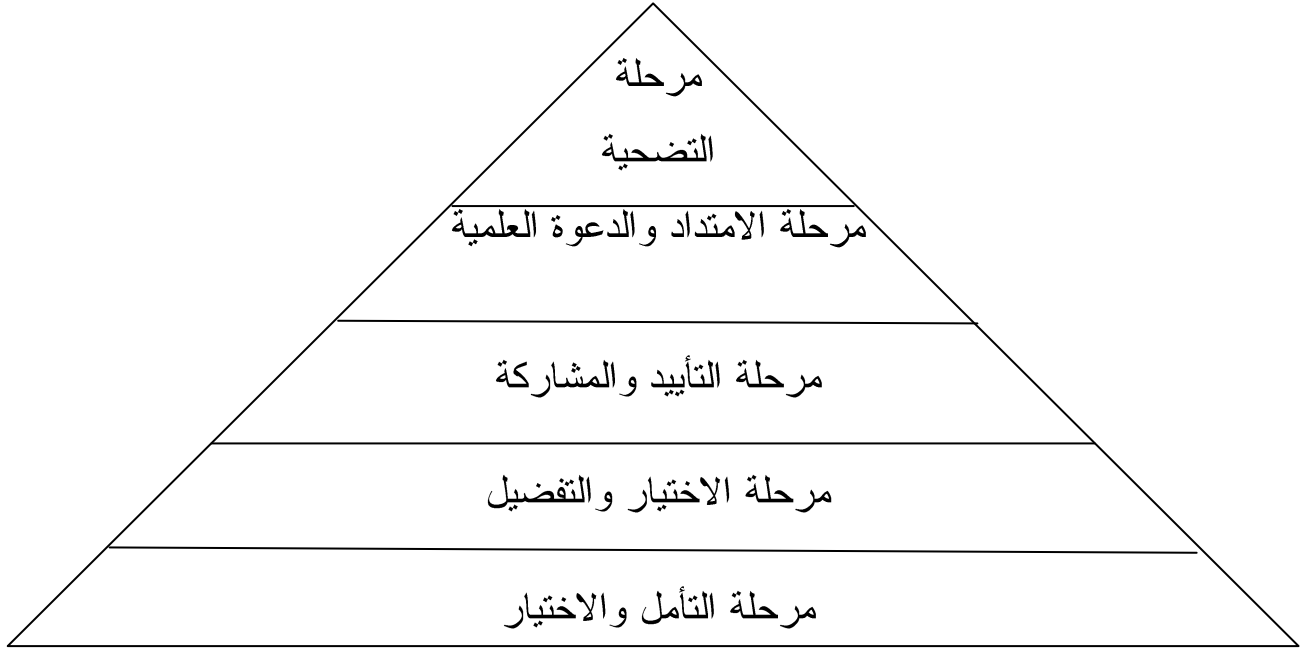 مرحلة
التضحية
مرحلة الامتداد والدعوة العلمية
مرحلة التأييد والمشاركة
مرحلة الاختيار والتفضيل
مرحلة التأمل والاختيار